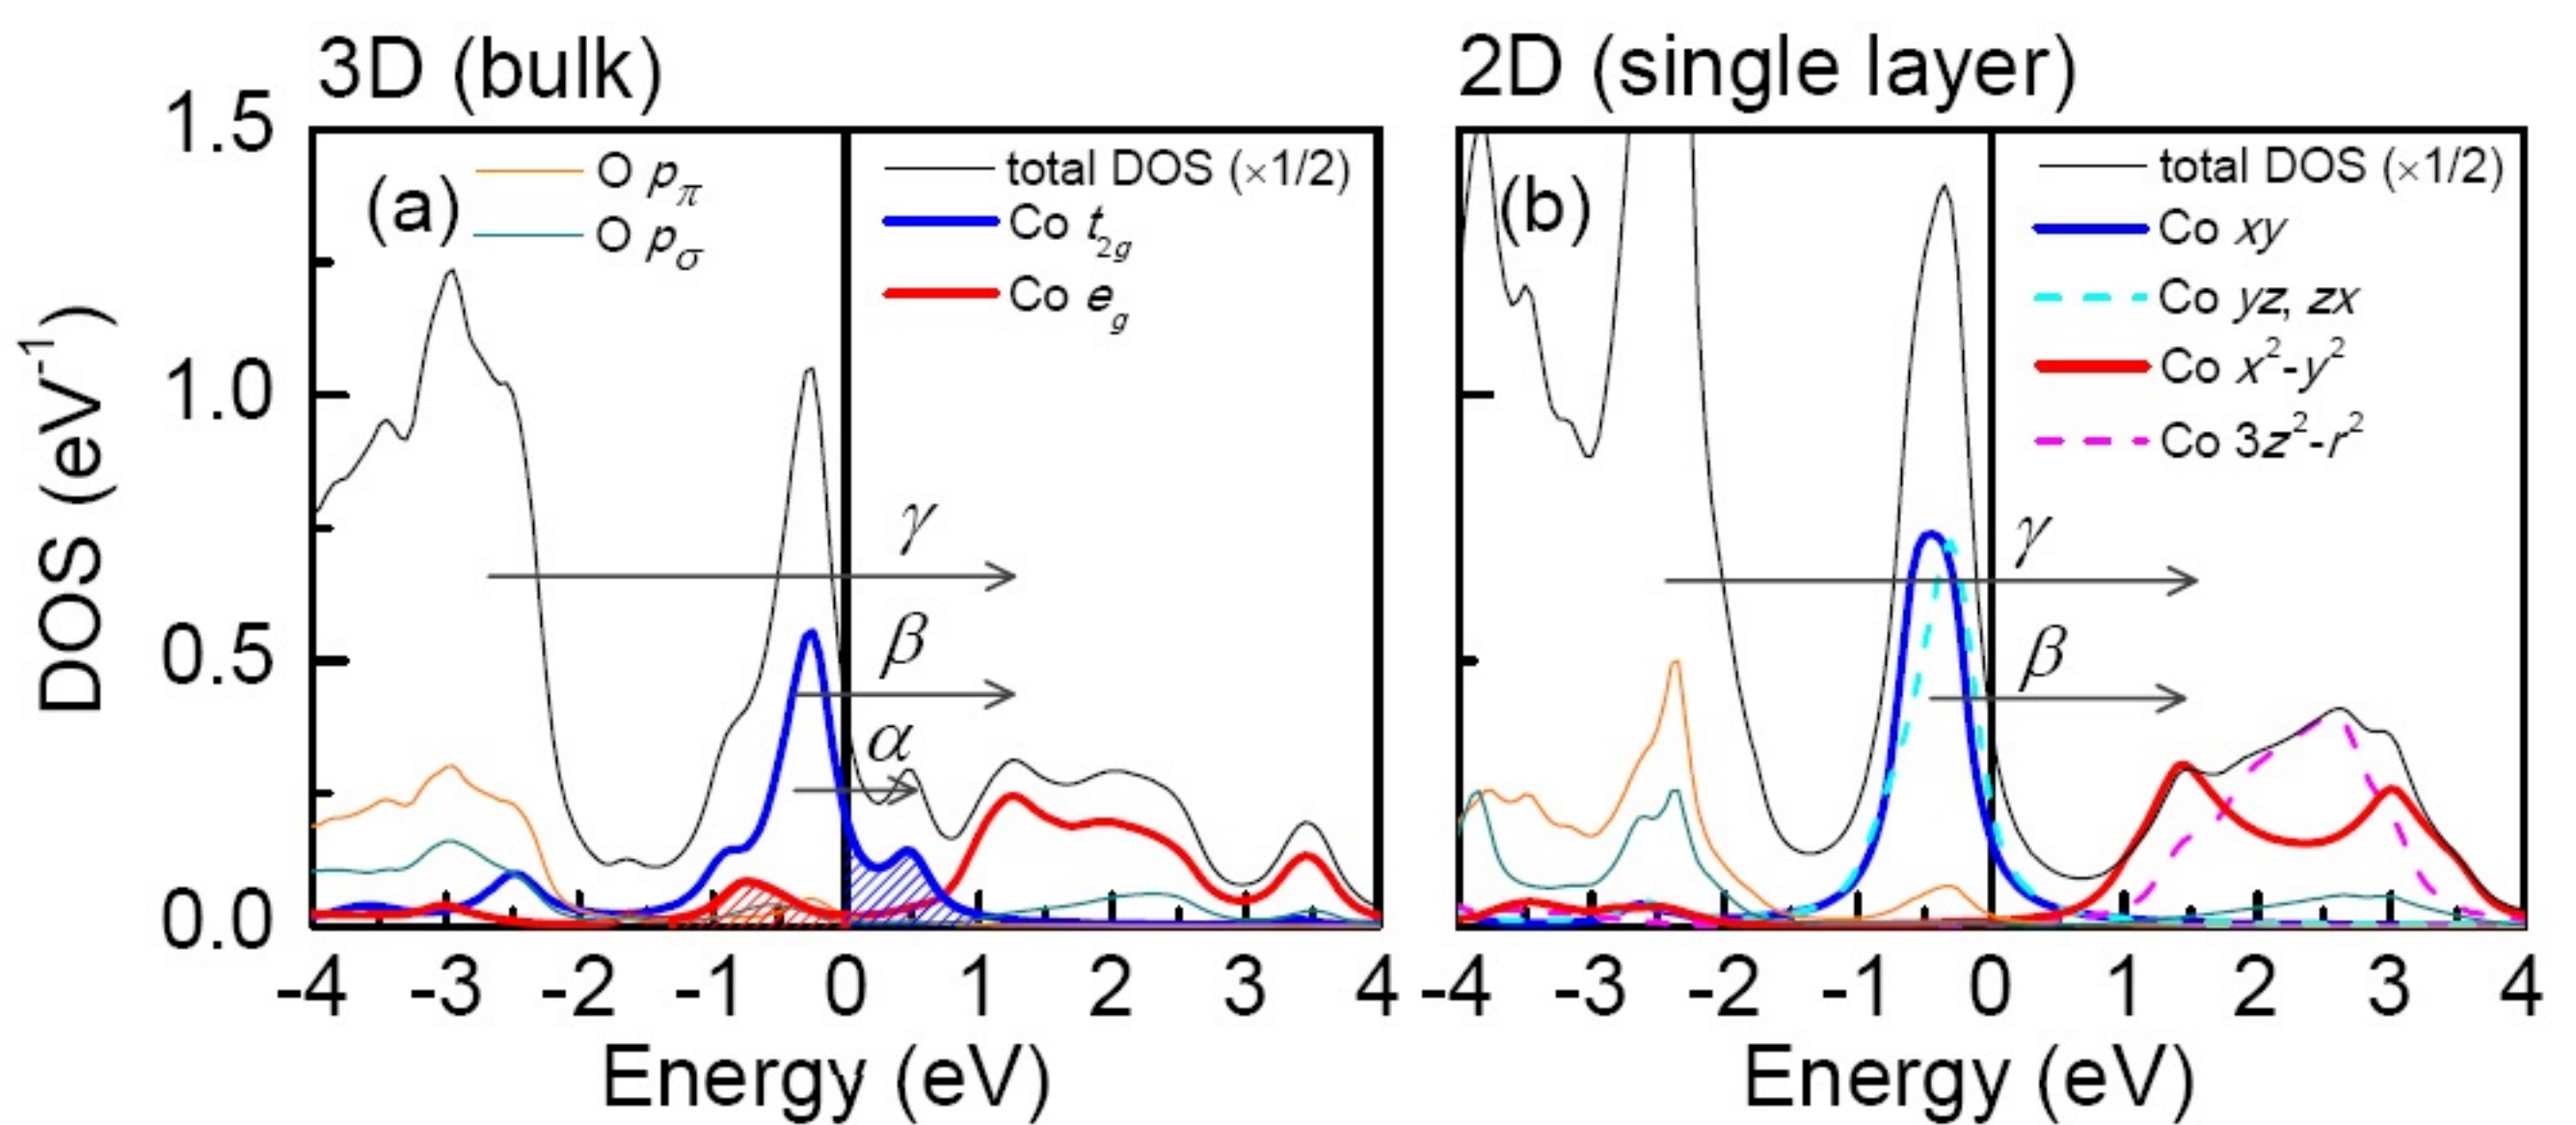 3D (bulk)
2D (single layer)
DOS (eV⁻¹)
1.5
1.0
0.5
0.0
(a)
O pπ
O pσ
total DOS (×1/2)
Co t₂g
Co eg
γ
β
α
-4 -3 -2 -1 0 1 2 3 4
Energy (eV)
(b)
total DOS (×1/2)
Co xy
Co yz, zx
Co x²-y²
Co 3z²-r²
γ
β
-4 -3 -2 -1 0 1 2 3 4
Energy (eV)